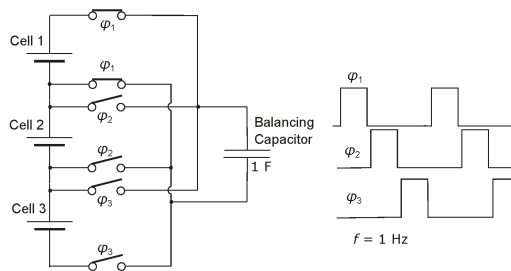 φ1
Cell 1
φ1
φ2
Cell 2
φ2
φ3
Cell 3
φ3
Balancing
Capacitor
1 F
φ1
φ2
φ3
f = 1 Hz